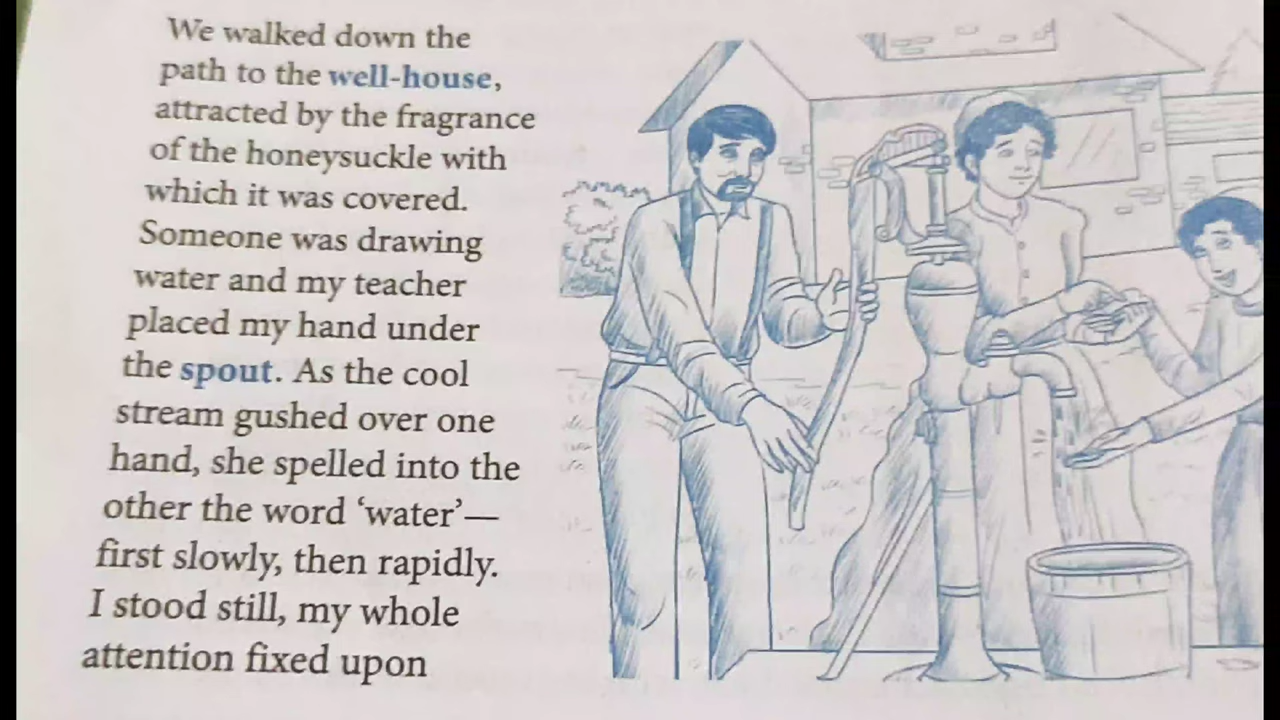 We walked down the
path to the well-house,
attracted by the fragrance
of the honeysuckle with
which it was covered.
Someone was drawing
water and my teacher
placed my hand under
the spout. As the cool
stream gushed over one
hand, she spelled into the
other the word ‘water’—
first slowly, then rapidly.
I stood still, my whole
attention fixed upon